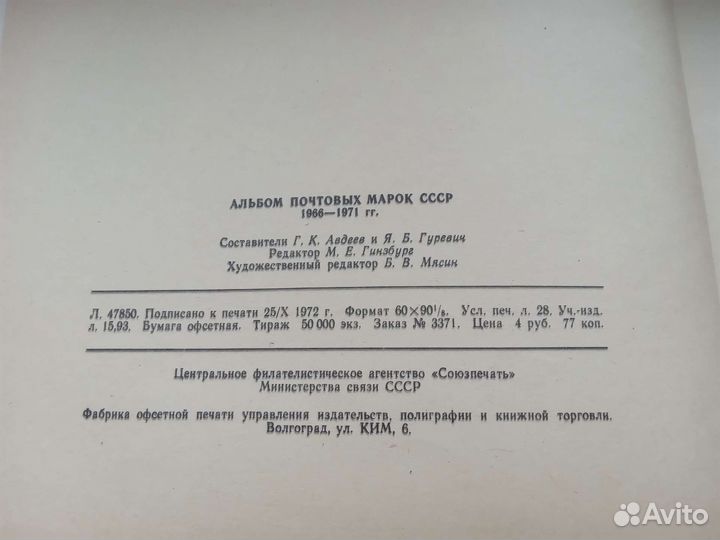 АЛЬБОМ ПОЧТОВЫХ МАРОК СССР
1966—1971 гг.
Составители Г. К. Авдеев и Я. Б. Гуревич
Редактор М. Е. Гинзбург
Художественный редактор Б. В. Мясин
Л. 47850. Подписано к печати 25/X 1972 г. Формат 60×90¹/₈. Усл. печ. л. 28. Уч.-изд.
л. 15,93. Бумага офсетная. Тираж 50 000 экз. Заказ № 3371. Цена 4 руб. 77 коп.
Центральное филателистическое агентство «Союзпечать»
Министерства связи СССР
Фабрика офсетной печати управления издательств, полиграфии и книжной торговли.
Волгоград, ул. КИМ, 6.
Avito